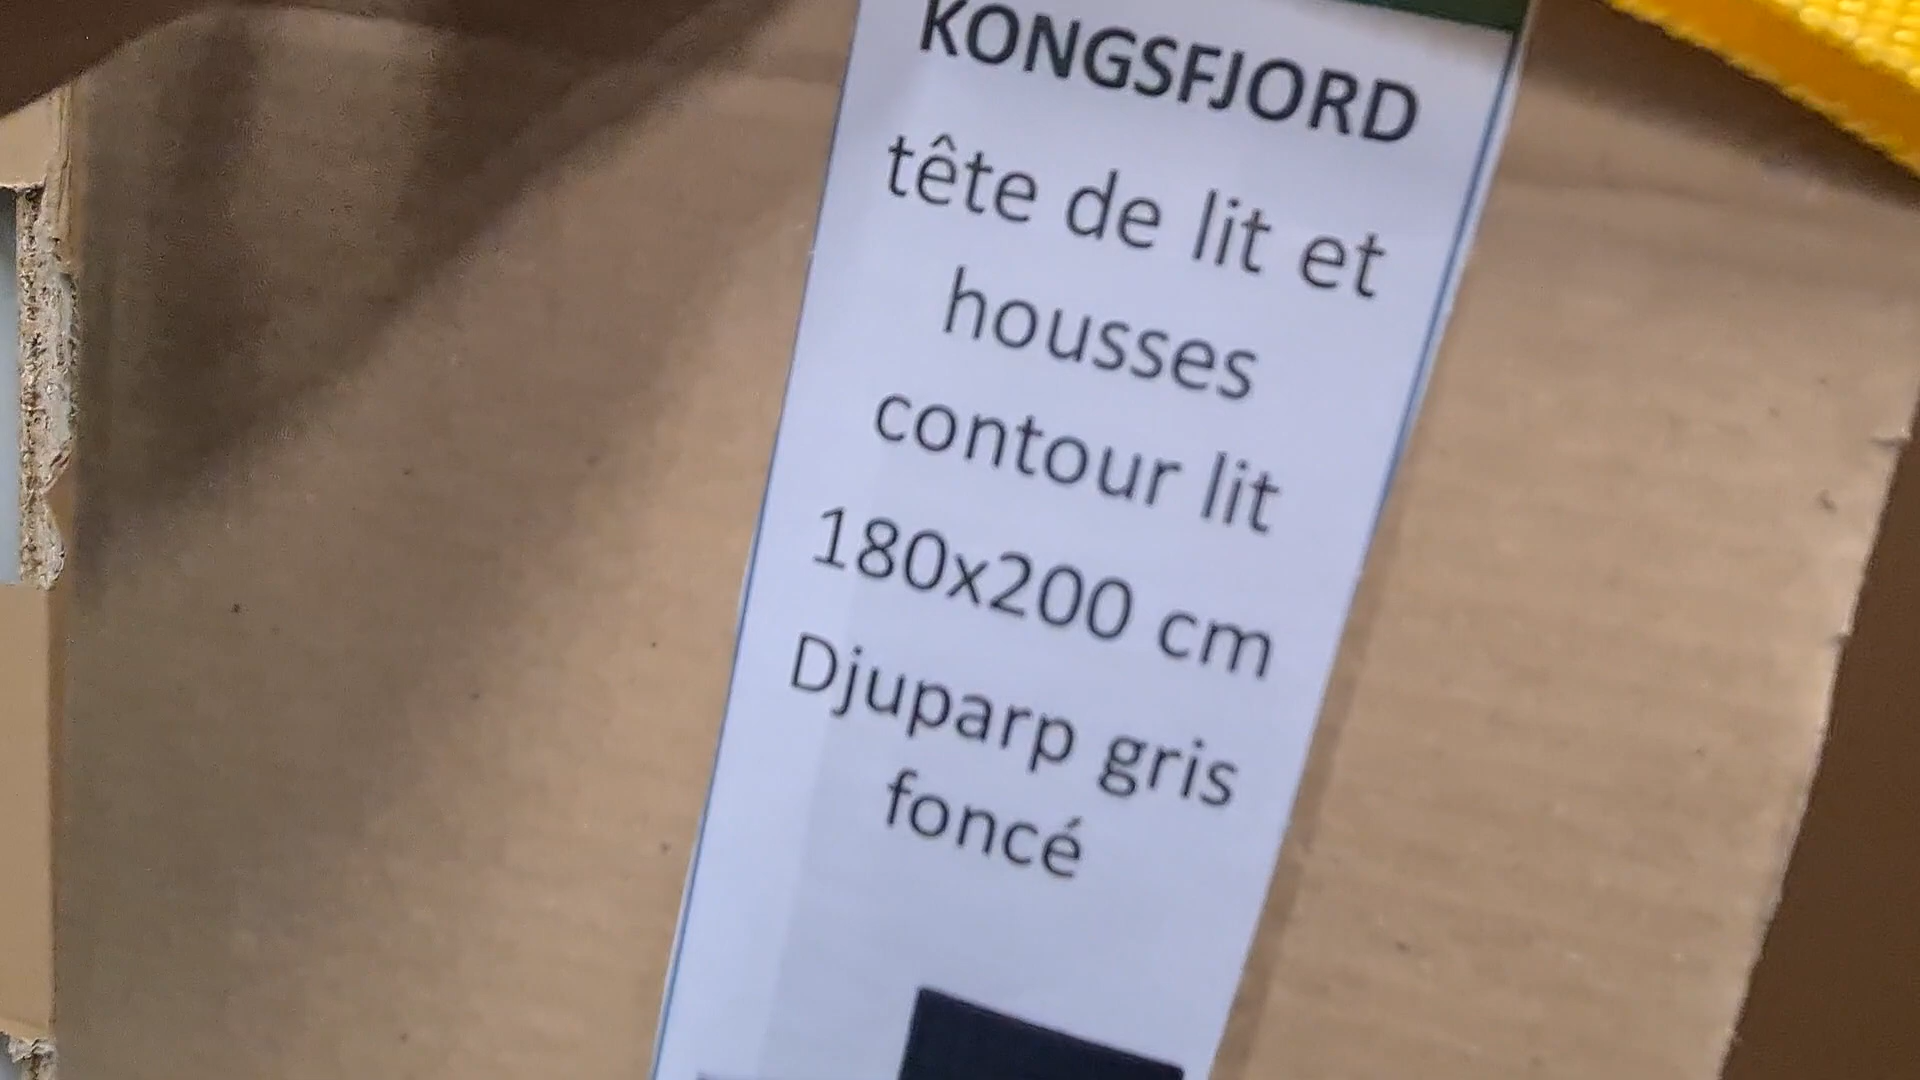 KONGSFJORD
tête de lit et
housses
contour lit
180x200 cm
Djuparp gris
foncé